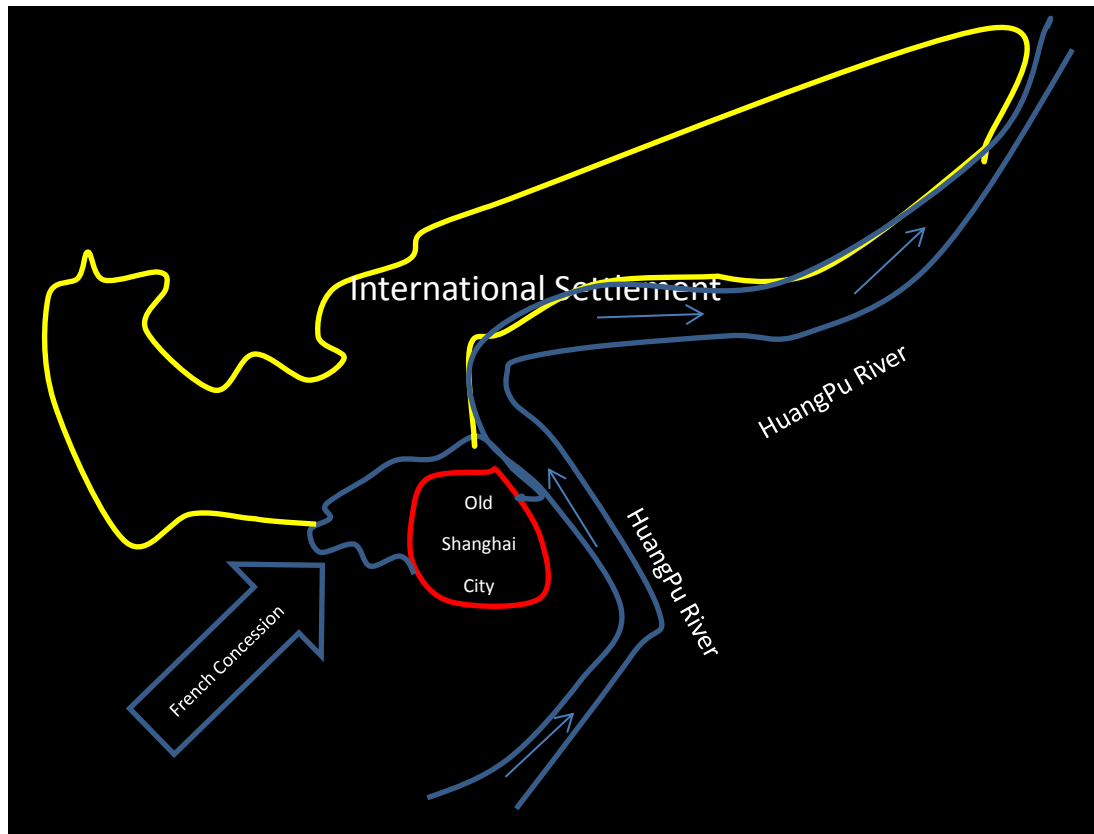 International Settlement
HuangPu River
Old
Shanghai
City
HuangPu River
French Concession